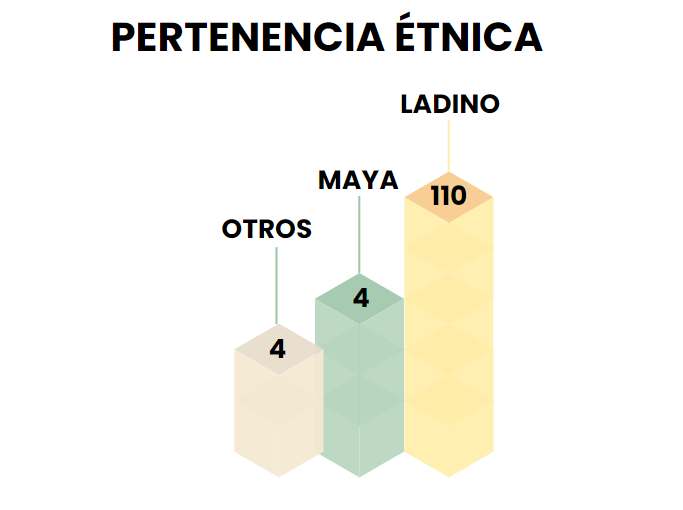 PERTENENCIA ÉTNICA
LADINO
110
MAYA
4
OTROS
4